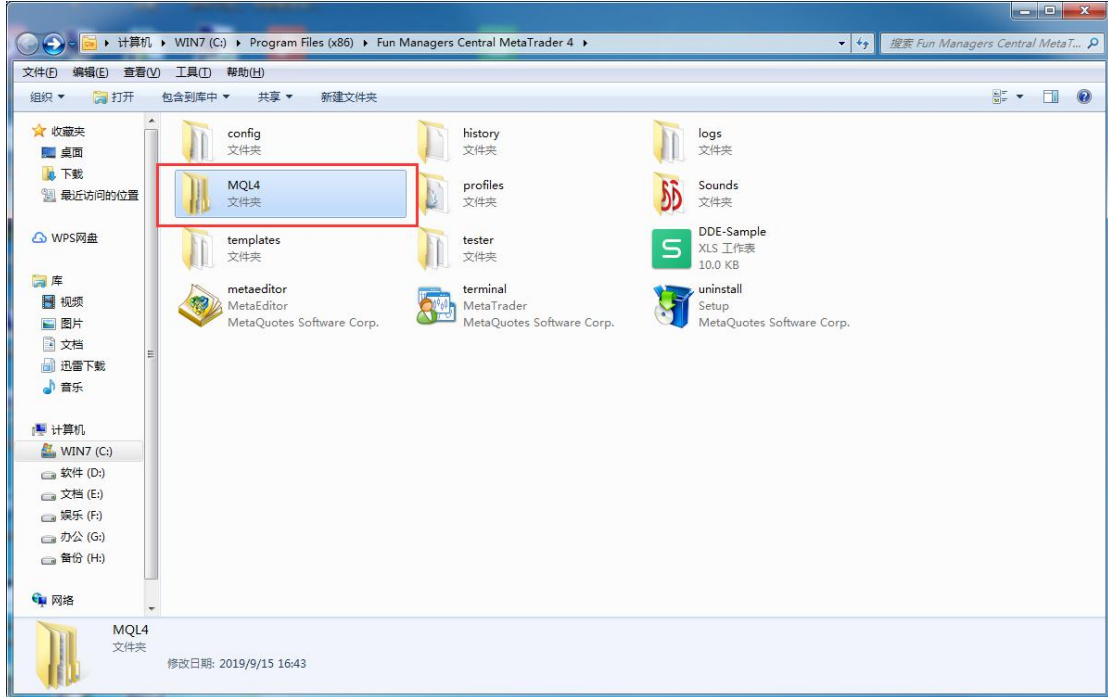 计算机 ▸ WIN7 (C:) ▸ Program Files (x86) ▸ Fun Managers Central MetaTrader 4 ▸
搜索 Fun Managers Central MetaT...
文件(F) 编辑(E) 查看(V) 工具(T) 帮助(H)
组织 打开 包含到库中 共享 新建文件夹
收藏夹
桌面
下载
最近访问的位置
WPS网盘
库
视频
图片
文档
迅雷下载
音乐
计算机
WIN7 (C:)
软件 (D:)
文档 (E:)
娱乐 (F:)
办公 (G:)
备份 (H:)
网络
config
文件夹
history
文件夹
logs
文件夹
MQL4
文件夹
profiles
文件夹
Sounds
文件夹
templates
文件夹
tester
文件夹
DDE-Sample
XLS 工作表
10.0 KB
metaeditor
MetaEditor
MetaQuotes Software Corp.
terminal
MetaTrader
MetaQuotes Software Corp.
uninstall
Setup
MetaQuotes Software Corp.
MQL4
文件夹
修改日期: 2019/9/15 16:43